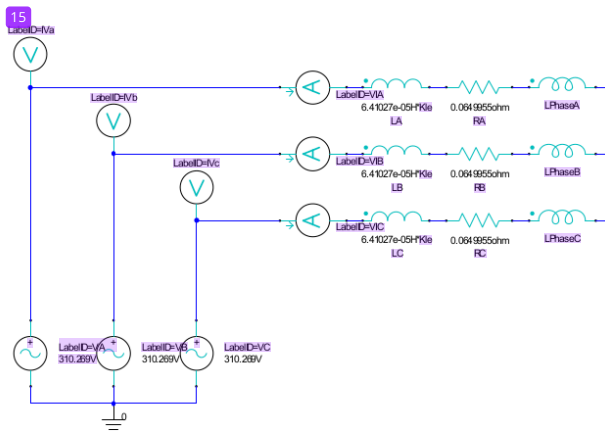 15
LabelID=IVa
LabelID=IVb
LabelID=IVc
A
LabelID=VIA
6.41027e-05H*Kle
LA
0.0649955ohm
RA
LPhaseA
A
LabelID=VIB
6.41027e-05H*Kle
LB
0.0649955ohm
RB
LPhaseB
A
LabelID=VIC
6.41027e-05H*Kle
LC
0.0649955ohm
RC
LPhaseC
V
V
V
+
LabelID=VA
310.269V
+
LabelID=VB
310.269V
+
LabelID=VC
310.269V
0